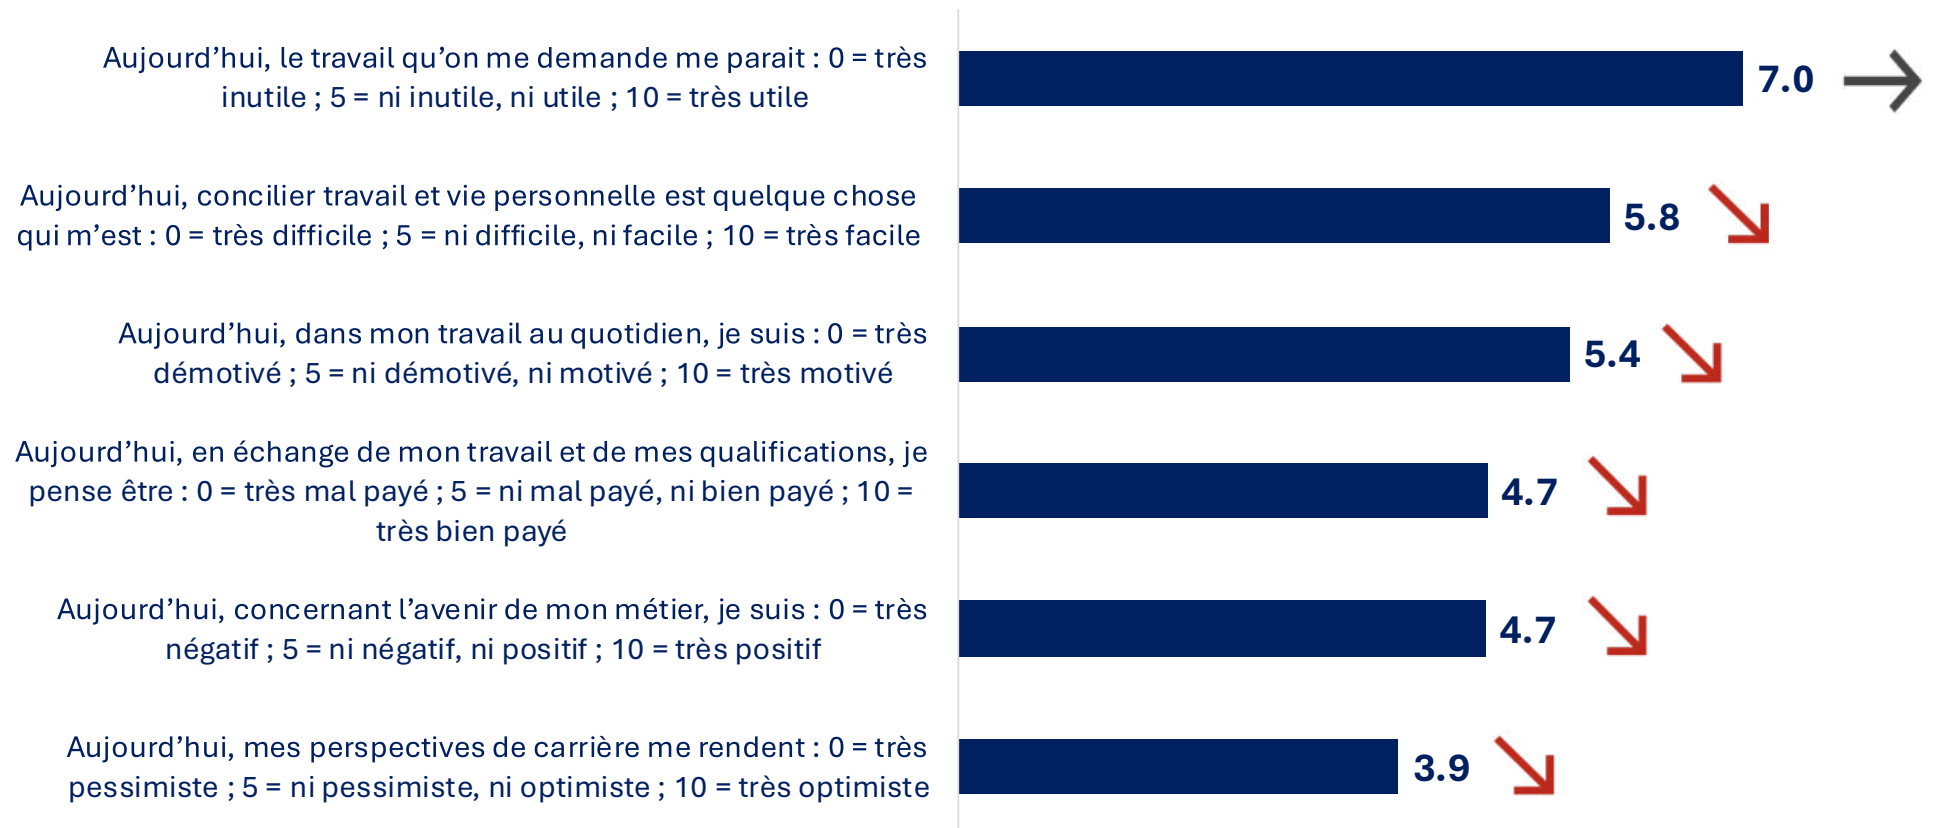 Aujourd’hui, le travail qu’on me demande me parait : 0 = très
inutile ; 5 = ni inutile, ni utile ; 10 = très utile
7.0
Aujourd’hui, concilier travail et vie personnelle est quelque chose
qui m’est : 0 = très difficile ; 5 = ni difficile, ni facile ; 10 = très facile
5.8
Aujourd’hui, dans mon travail au quotidien, je suis : 0 = très
démotivé ; 5 = ni démotivé, ni motivé ; 10 = très motivé
5.4
Aujourd’hui, en échange de mon travail et de mes qualifications, je
pense être : 0 = très mal payé ; 5 = ni mal payé, ni bien payé ; 10 =
très bien payé
4.7
Aujourd’hui, concernant l’avenir de mon métier, je suis : 0 = très
négatif ; 5 = ni négatif, ni positif ; 10 = très positif
4.7
Aujourd’hui, mes perspectives de carrière me rendent : 0 = très
pessimiste ; 5 = ni pessimiste, ni optimiste ; 10 = très optimiste
3.9